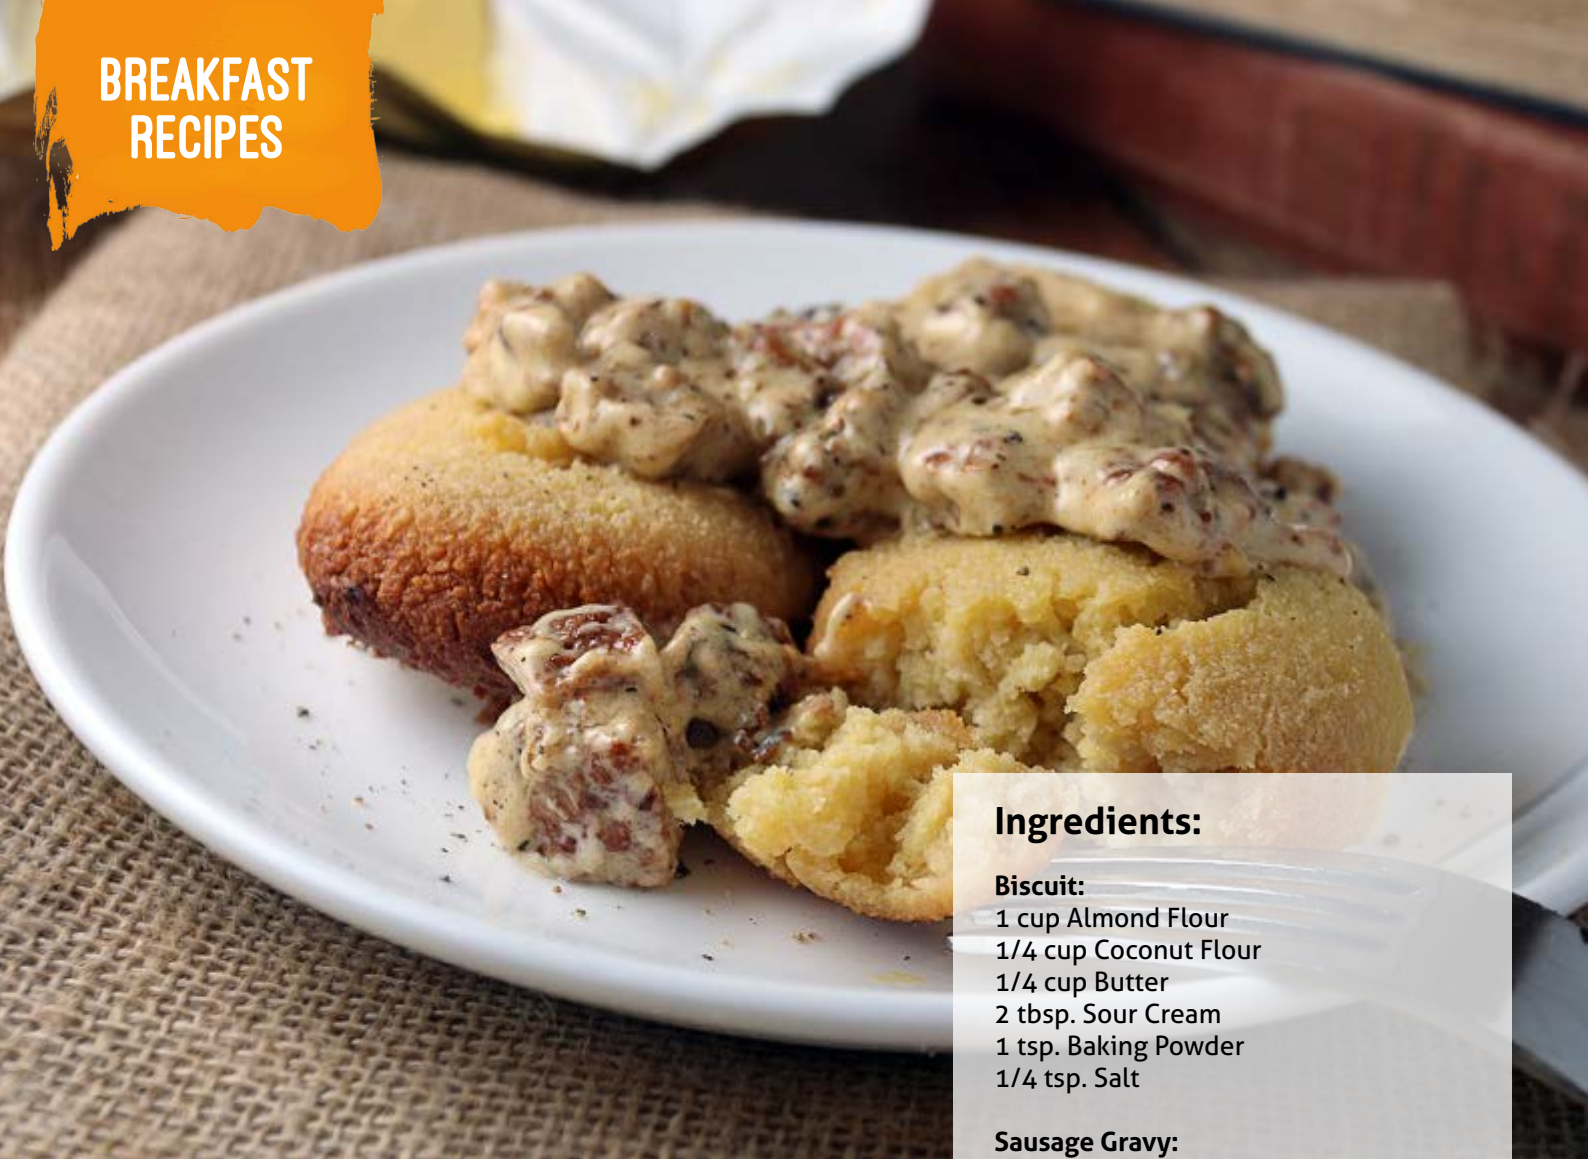 BREAKFAST
RECIPES
Ingredients:
Biscuit:
1 cup Almond Flour
1/4 cup Coconut Flour
1/4 cup Butter
2 tbsp. Sour Cream
1 tsp. Baking Powder
1/4 tsp. Salt
Sausage Gravy: